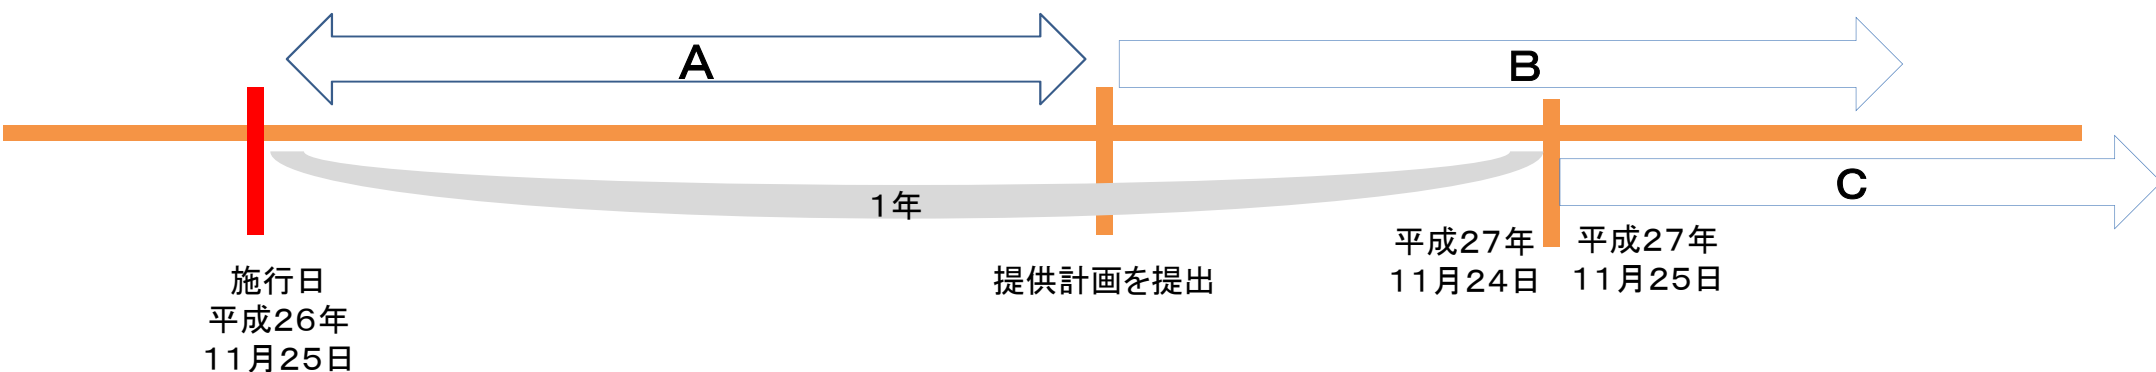 A
B
C
1年
施行日
平成26年
11月25日
提供計画を提出
平成27年
11月24日
平成27年
11月25日